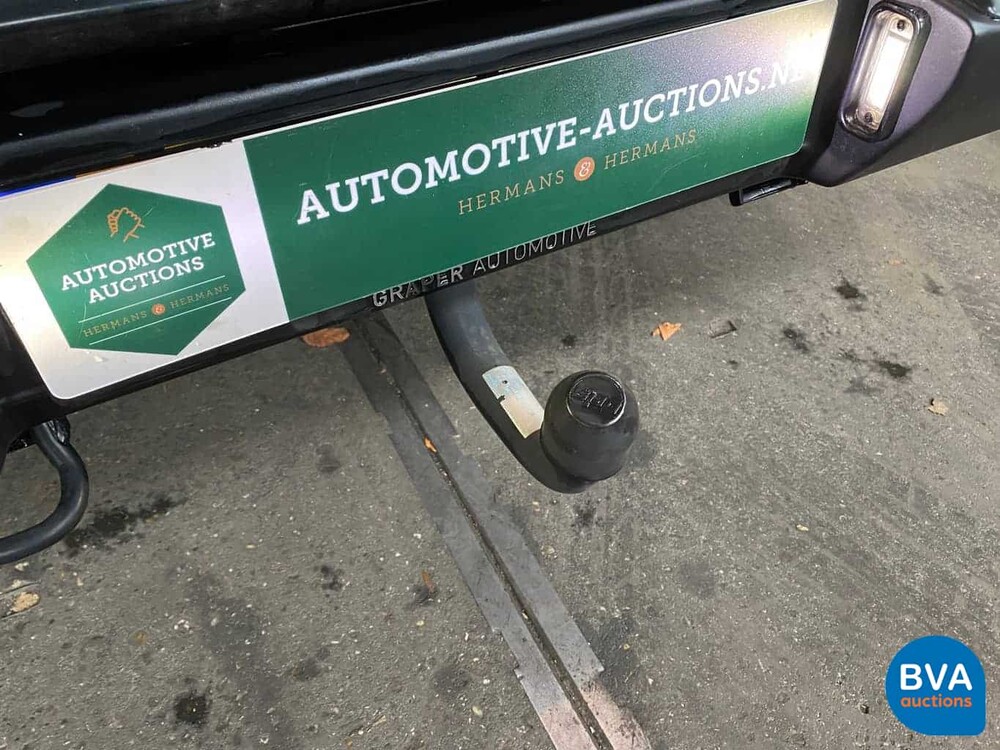 AUTOMOTIVE-AUCTIONS.NL
HERMANS & HERMANS
AUTOMOTIVE
AUCTIONS
HERMANS & HERMANS
GRAPER AUTOMOTIVE
BVA
auctions